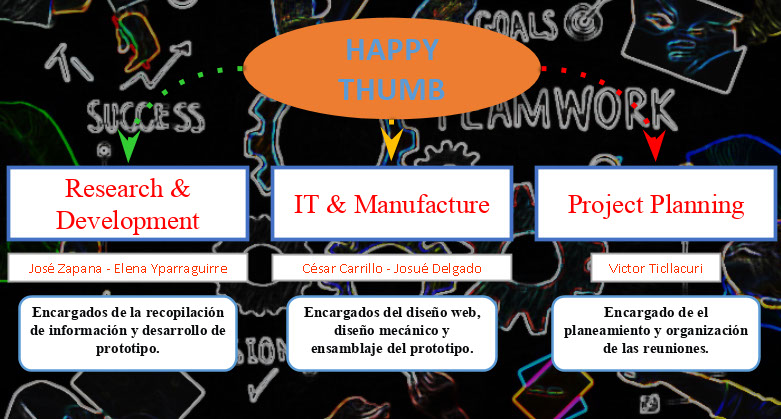 GOALS
HAPPY
THUMB
SUCCESS
TEAMWORK
Research &
Development
IT & Manufacture
Project Planning
José Zapana - Elena Yparraguirre
César Carrillo - Josué Delgado
Victor Ticllacuri
Encargados de la recopilación
de información y desarrollo de
prototipo.
Encargados del diseño web,
diseño mecánico y
ensamblaje del prototipo.
Encargado de el
planeamiento y organización
de las reuniones.